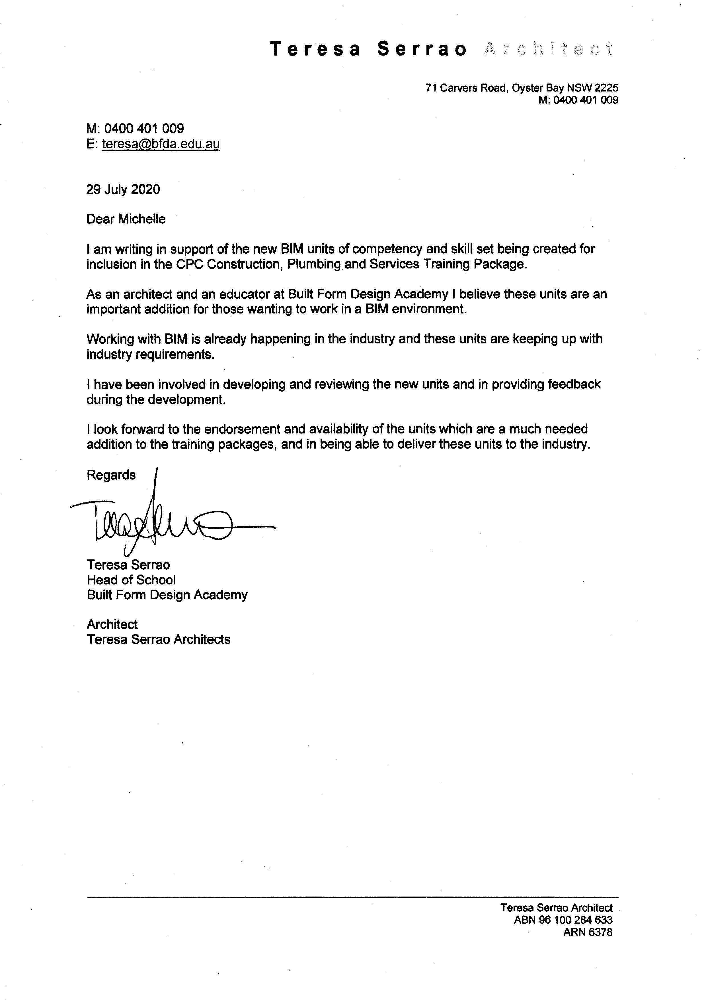 Teresa Serrao Architect
71 Carvers Road, Oyster Bay NSW 2225
M: 0400 401 009
M: 0400 401 009
E: teresa@bfda.edu.au
29 July 2020
Dear Michelle
I am writing in support of the new BIM units of competency and skill set being created for
inclusion in the CPC Construction, Plumbing and Services Training Package.
As an architect and an educator at Built Form Design Academy I believe these units are an
important addition for those wanting to work in a BIM environment.
Working with BIM is already happening in the industry and these units are keeping up with
industry requirements.
I have been involved in developing and reviewing the new units and in providing feedback
during the development.
I look forward to the endorsement and availability of the units which are a much needed
addition to the training packages, and in being able to deliver these units to the industry.
Regards
Teresa Serrao
Head of School
Built Form Design Academy
Architect
Teresa Serrao Architects
Teresa Serrao Architect
ABN 96 100 284 633
ARN 6378